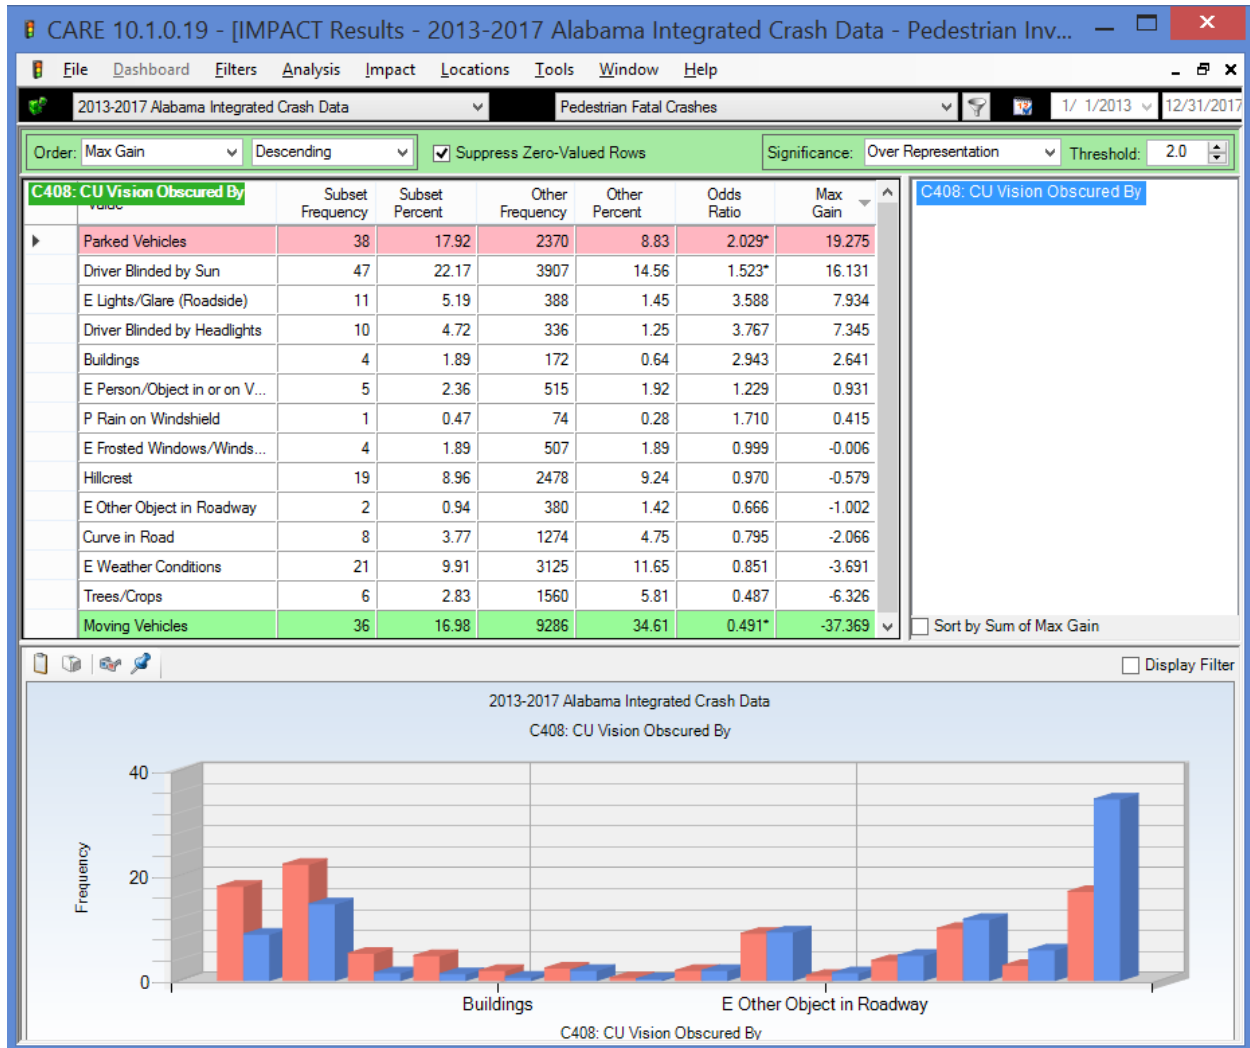 CARE 10.1.0.19 - [IMPACT Results - 2013-2017 Alabama Integrated Crash Data - Pedestrian Inv...
File Dashboard Filters Analysis Impact Locations Tools Window Help
2013-2017 Alabama Integrated Crash Data Pedestrian Fatal Crashes 1/ 1/2013 12/31/2017
Order: Max Gain Descending Suppress Zero-Valued Rows Significance: Over Representation Threshold: 2.0
C408: CU Vision Obscured By Subset Frequency Subset Percent Other Frequency Other Percent Odds Ratio Max Gain
Parked Vehicles 38 17.92 2370 8.83 2.029* 19.275
Driver Blinded by Sun 47 22.17 3907 14.56 1.523* 16.131
E Lights/Glare (Roadside) 11 5.19 388 1.45 3.588 7.934
Driver Blinded by Headlights 10 4.72 336 1.25 3.767 7.345
Buildings 4 1.89 172 0.64 2.943 2.641
E Person/Object in or on V... 5 2.36 515 1.92 1.229 0.931
P Rain on Windshield 1 0.47 74 0.28 1.710 0.415
E Frosted Windows/Winds... 4 1.89 507 1.89 0.999 -0.006
Hillcrest 19 8.96 2478 9.24 0.970 -0.579
E Other Object in Roadway 2 0.94 380 1.42 0.666 -1.002
Curve in Road 8 3.77 1274 4.75 0.795 -2.066
E Weather Conditions 21 9.91 3125 11.65 0.851 -3.691
Trees/Crops 6 2.83 1560 5.81 0.487 -6.326
Moving Vehicles 36 16.98 9286 34.61 0.491* -37.369
C408: CU Vision Obscured By
Sort by Sum of Max Gain
Display Filter
2013-2017 Alabama Integrated Crash Data
C408: CU Vision Obscured By
40
20
0
Frequency
Buildings E Other Object in Roadway
C408: CU Vision Obscured By